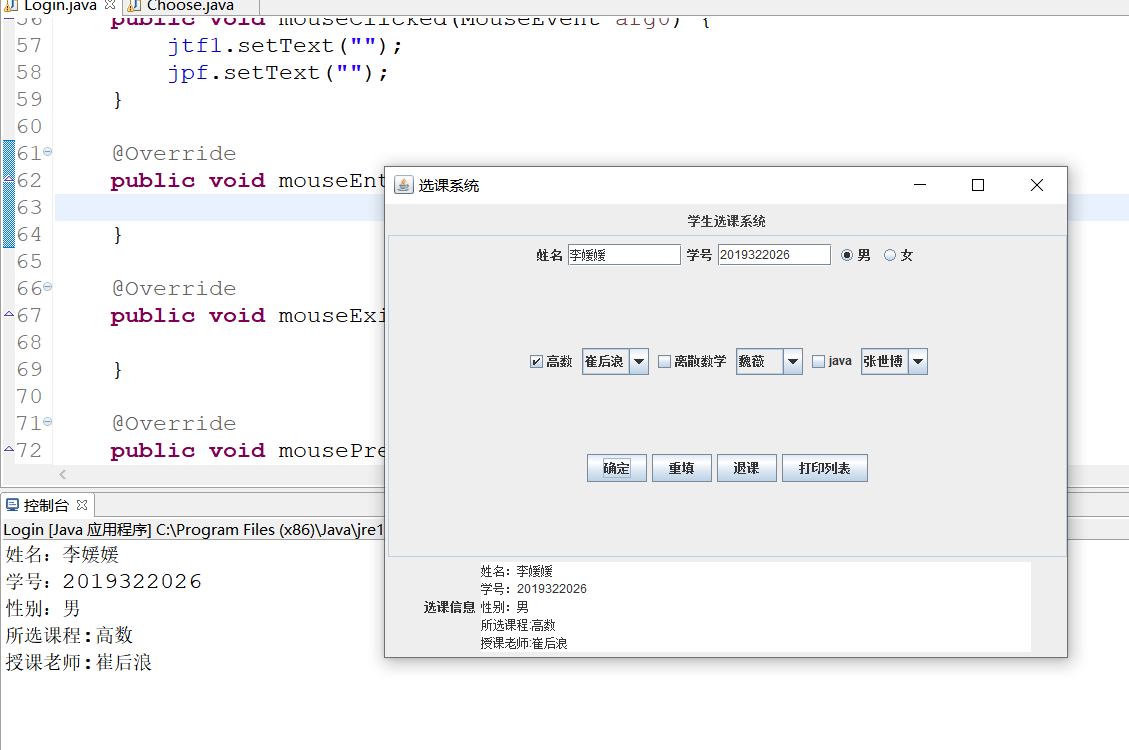 Login.java Choose.java
56 public void mouseClicked(MouseEvent arg0) {
57 jtf1.setText("");
58 jpf.setText("");
59 }
60
61 @Override
62 public void mouseEnt
63
64 }
65
66 @Override
67 public void mouseExi
68
69 }
70
71 @Override
72 public void mousePre
选课系统
学生选课系统
姓名 李媛媛 学号 2019322026 男 女
高数 崔后浪 离散数学 魏薇 java 张世博
确定 重填 退课 打印列表
选课信息
姓名：李媛媛
学号：2019322026
性别：男
所选课程:高数
授课老师:崔后浪
控制台
Login [Java 应用程序] C:\Program Files (x86)\Java\jre1
姓名：李媛媛
学号：2019322026
性别：男
所选课程:高数
授课老师:崔后浪